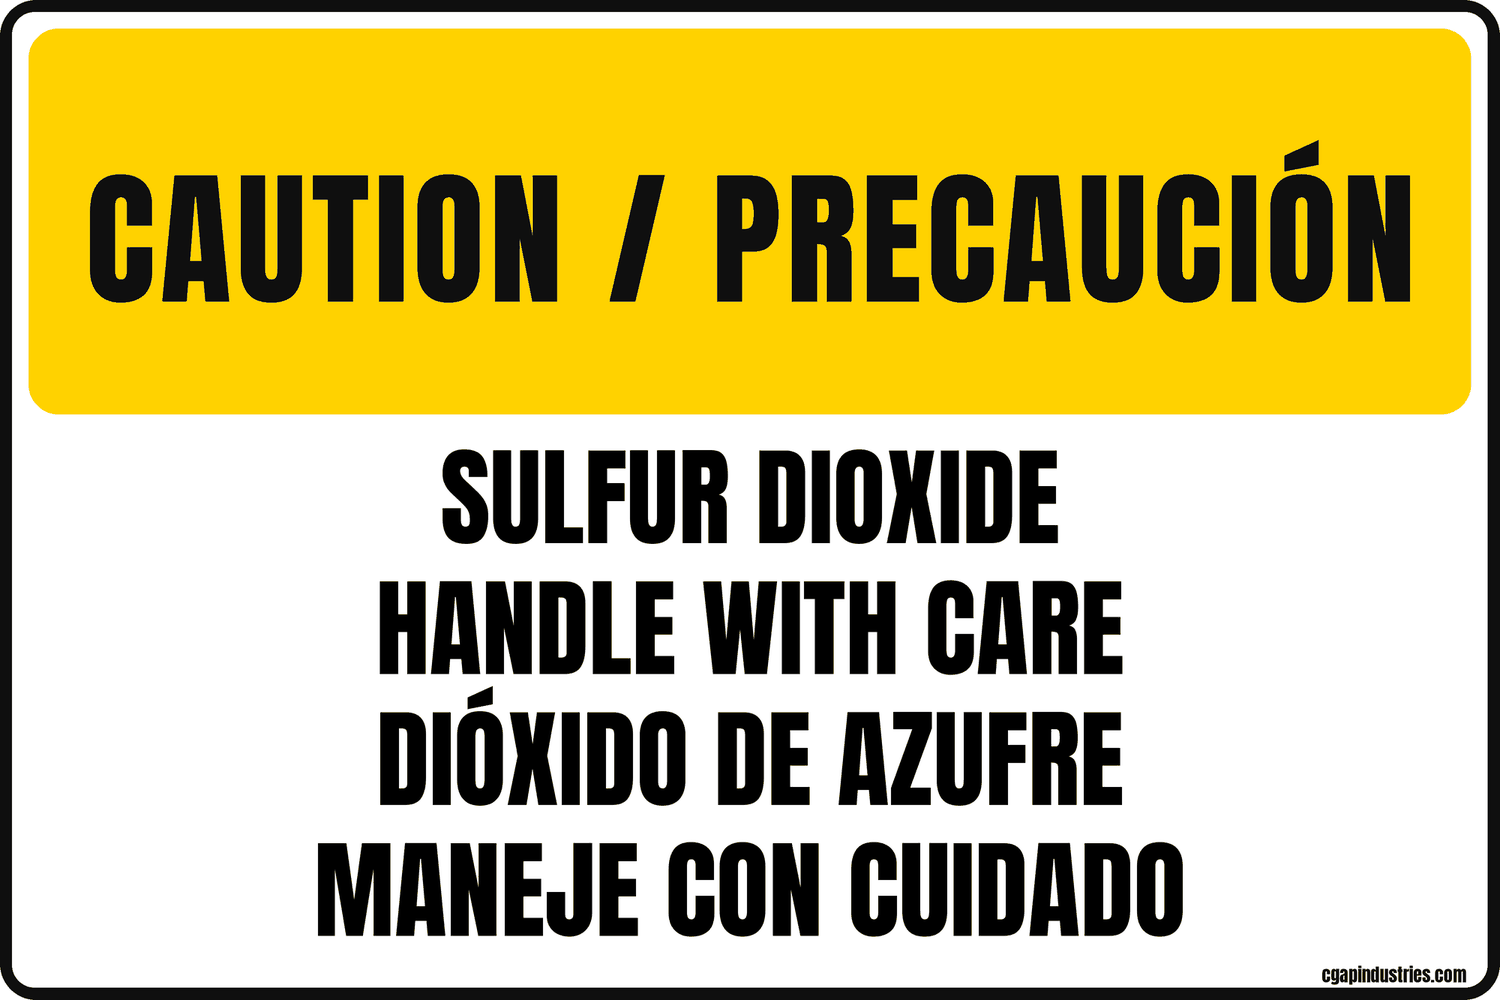 CAUTION / PRECAUCIÓN
SULFUR DIOXIDE
HANDLE WITH CARE
DIÓXIDO DE AZUFRE
MANEJE CON CUIDADO
cgapindustries.com